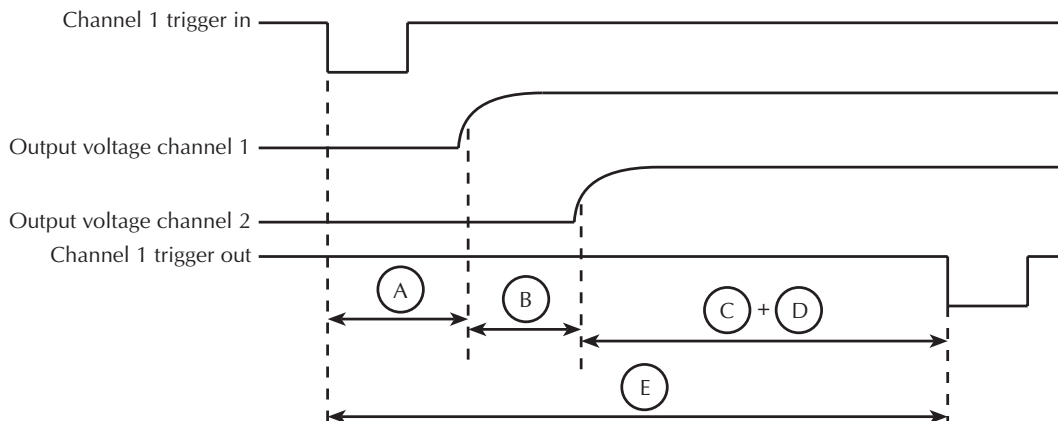 Channel 1 trigger in
Output voltage channel 1
Output voltage channel 2
Channel 1 trigger out
A
B
C + D
E